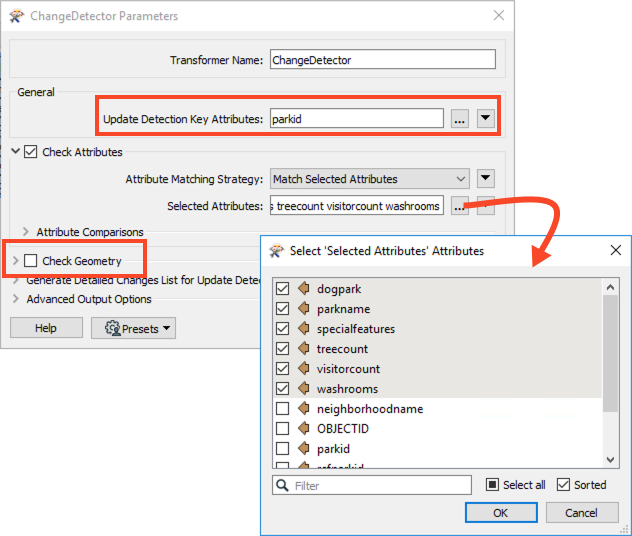 ChangeDetector Parameters
Transformer Name: ChangeDetector
General
Update Detection Key Attributes: parkid ...
Check Attributes
Attribute Matching Strategy: Match Selected Attributes
Selected Attributes: s treecount visitorcount washrooms ...
Attribute Comparisons
Check Geometry
Generate Detailed Changes List for Update Detec
Advanced Output Options
Help Presets
Select 'Selected Attributes' Attributes
dogpark
parkname
specialfeatures
treecount
visitorcount
washrooms
neighborhoodname
OBJECTID
parkid
refparkid
Filter Select all Sorted
OK Cancel